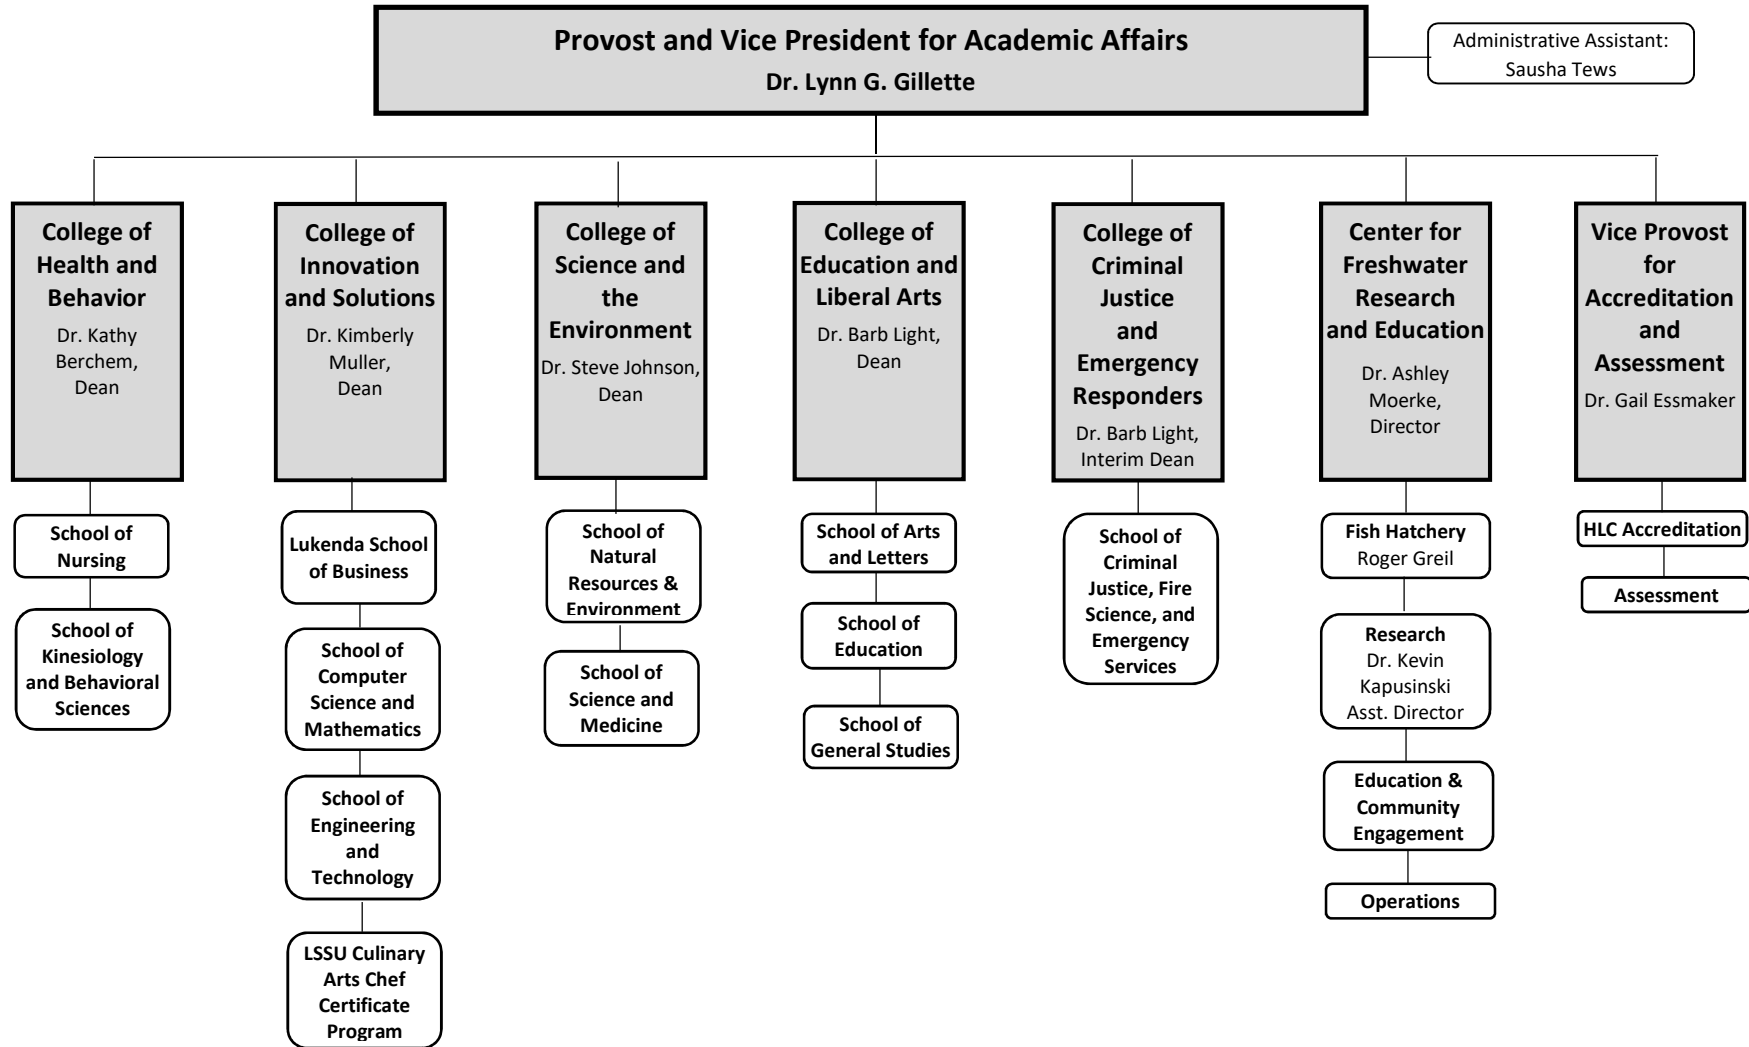 Provost and Vice President for Academic Affairs
Dr. Lynn G. Gillette
Administrative Assistant:
Sausha Tews
College of
Health and
Behavior
Dr. Kathy
Berchem,
Dean
School of
Nursing
School of
Kinesiology
and Behavioral
Sciences
College of
Innovation
and Solutions
Dr. Kimberly
Muller,
Dean
Lukenda School
of Business
School of
Computer
Science and
Mathematics
School of
Engineering
and
Technology
LSSU Culinary
Arts Chef
Certificate
Program
College of
Science and
the
Environment
Dr. Steve Johnson,
Dean
School of
Natural
Resources &
Environment
School of
Science and
Medicine
College of
Education and
Liberal Arts
Dr. Barb Light,
Dean
School of Arts
and Letters
School of
Education
School of
General Studies
College of
Criminal
Justice
and
Emergency
Responders
Dr. Barb Light,
Interim Dean
School of
Criminal
Justice, Fire
Science, and
Emergency
Services
Center for
Freshwater
Research
and Education
Dr. Ashley
Moerke,
Director
Fish Hatchery
Roger Greil
Research
Dr. Kevin
Kapusinski
Asst. Director
Education &
Community
Engagement
Operations
Vice Provost
for
Accreditation
and
Assessment
Dr. Gail Essmaker
HLC Accreditation
Assessment